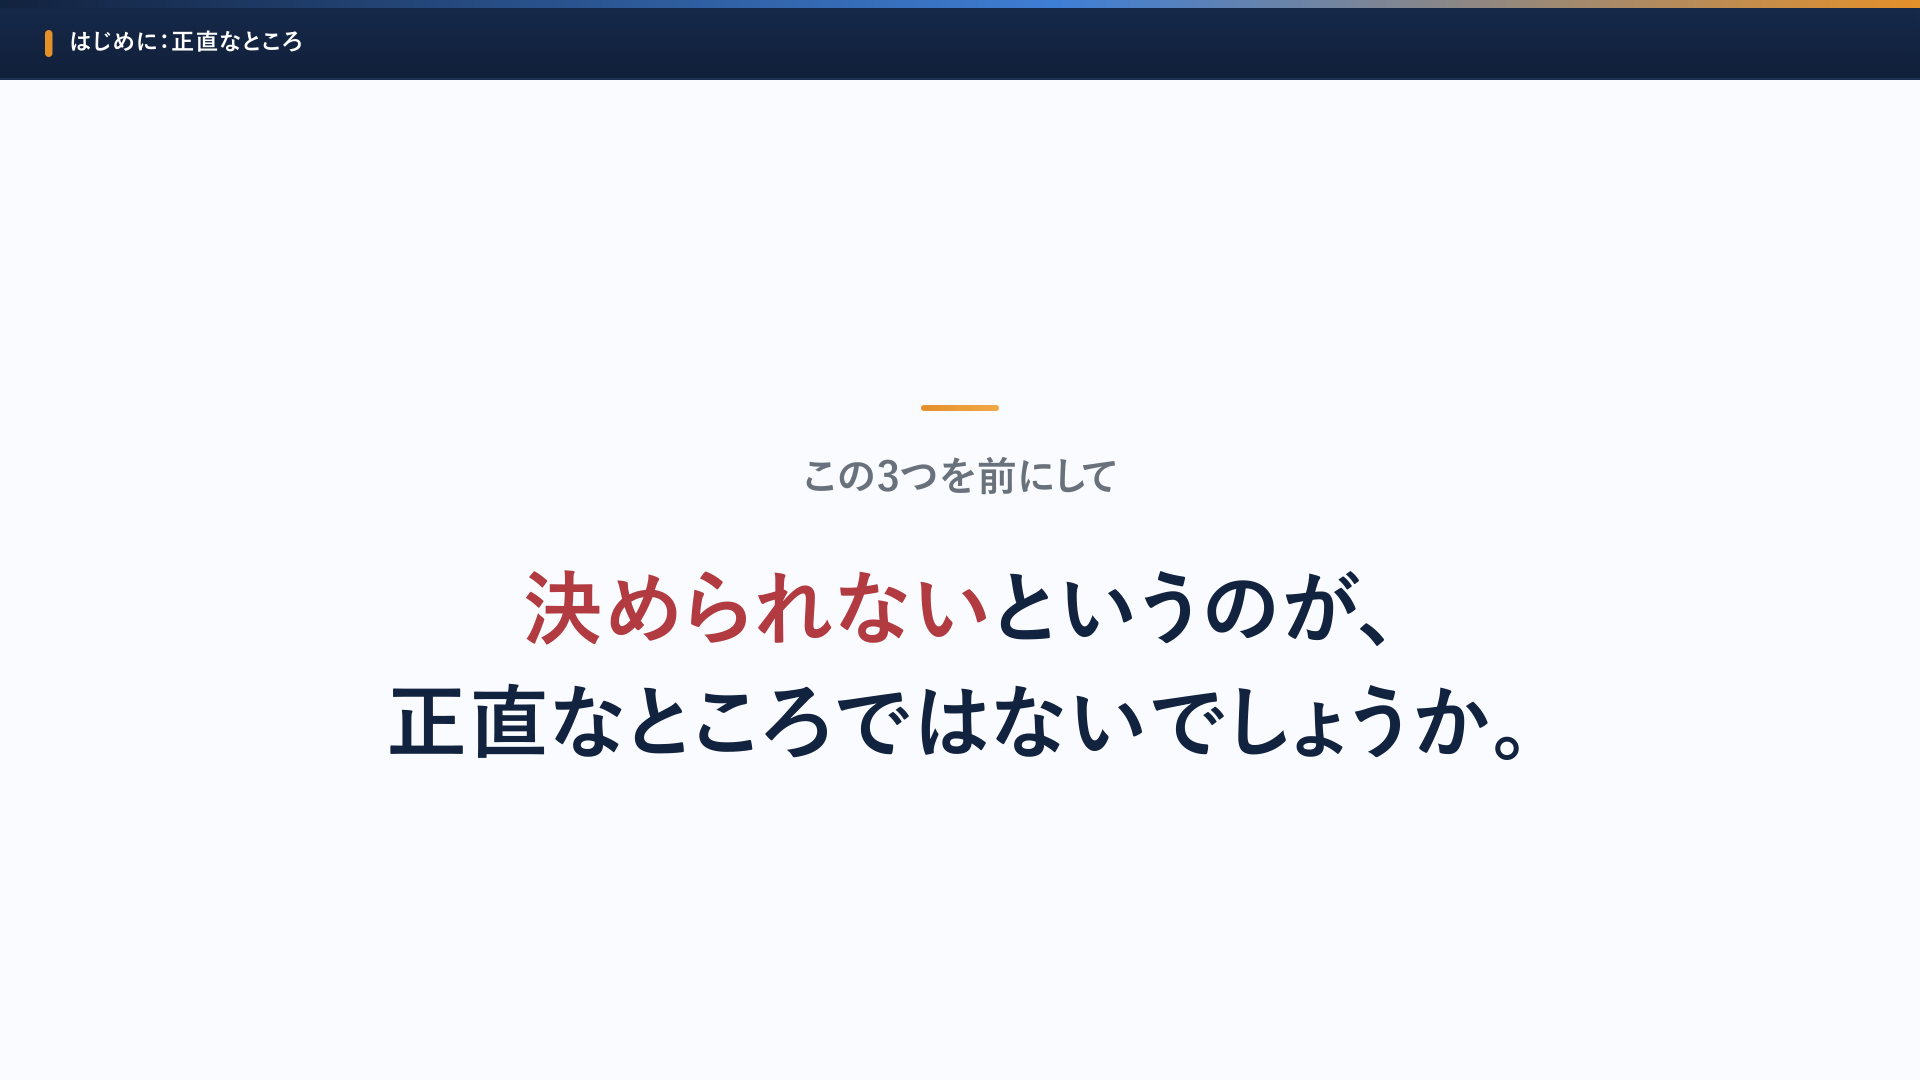 はじめに：正直なところ
この3つを前にして
決められないというのが、
正直なところではないでしょうか。